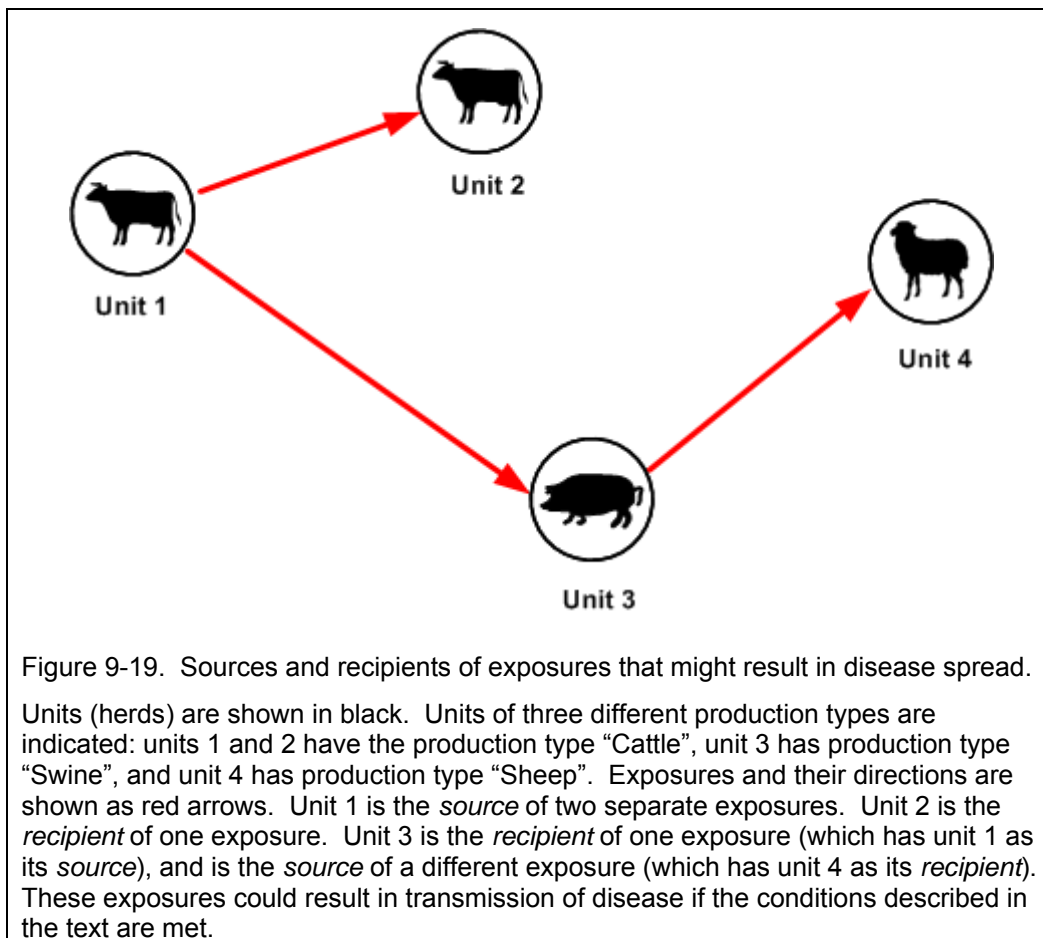 Unit 2
Unit 1
Unit 4
Unit 3
Figure 9-19.  Sources and recipients of exposures that might result in disease spread.
Units (herds) are shown in black.  Units of three different production types are
indicated: units 1 and 2 have the production type “Cattle”, unit 3 has production type
“Swine”, and unit 4 has production type “Sheep”.  Exposures and their directions are
shown as red arrows.  Unit 1 is the source of two separate exposures.  Unit 2 is the
recipient of one exposure.  Unit 3 is the recipient of one exposure (which has unit 1 as
its source), and is the source of a different exposure (which has unit 4 as its recipient).
These exposures could result in transmission of disease if the conditions described in
the text are met.